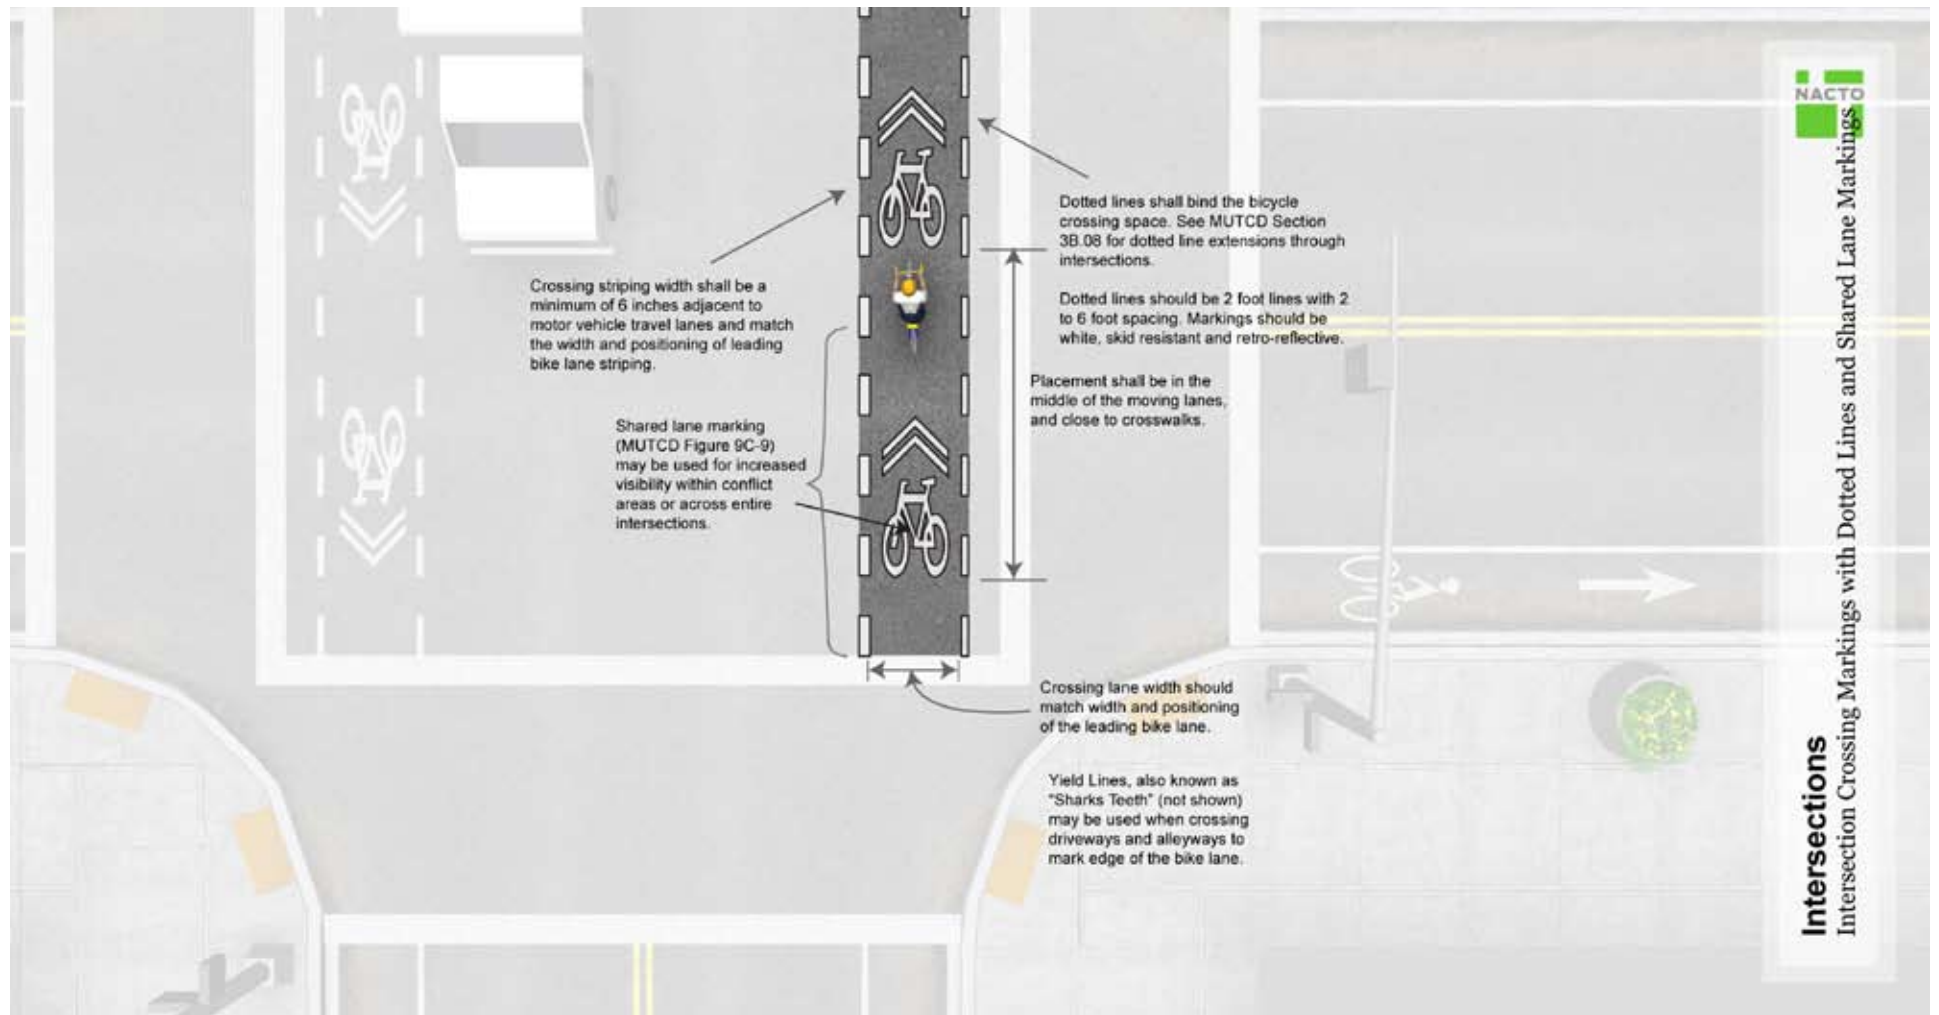 NACTO
Intersections
Intersection Crossing Markings with Dotted Lines and Shared Lane Markings
Dotted lines shall bind the bicycle
crossing space. See MUTCD Section
3B.08 for dotted line extensions through
intersections.
Dotted lines should be 2 foot lines with 2
to 6 foot spacing. Markings should be
white, skid resistant and retro-reflective.
Crossing striping width shall be a
minimum of 6 inches adjacent to
motor vehicle travel lanes and match
the width and positioning of leading
bike lane striping.
Placement shall be in the
middle of the moving lanes,
and close to crosswalks.
Shared lane marking
(MUTCD Figure 9C-9)
may be used for increased
visibility within conflict
areas or across entire
intersections.
Crossing lane width should
match width and positioning
of the leading bike lane.
Yield Lines, also known as
"Sharks Teeth" (not shown)
may be used when crossing
driveways and alleyways to
mark edge of the bike lane.